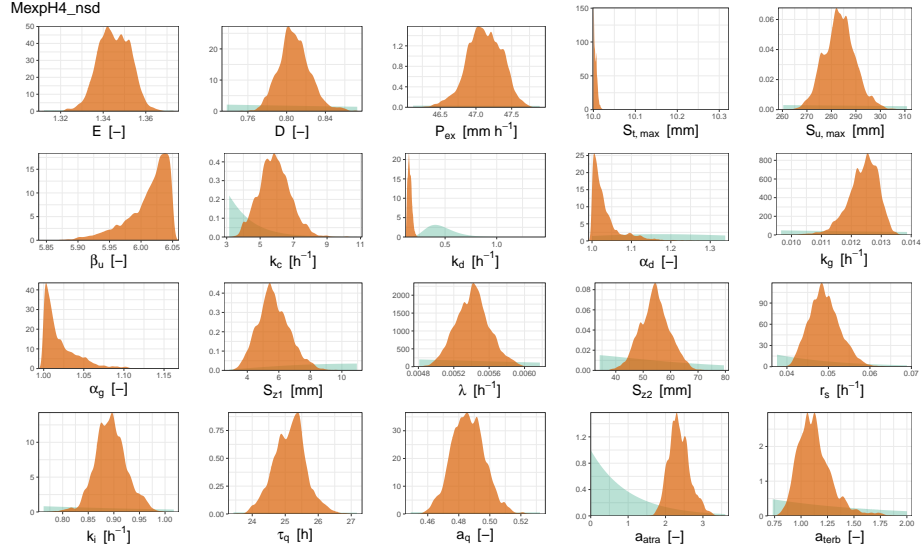 MexpH4_nsd
50
40
30
20
10
0
1.32 1.34 1.36
E [-]
20
10
0
0.76 0.80 0.84
D [-]
1.5
1.0
0.5
0.0
46.5 47.0 47.5
P_ex [mm h⁻¹]
150
100
50
0
10.0 10.1 10.2 10.3
S_t, max [mm]
0.06
0.04
0.02
0.00
260 270 280 290 300 310
S_u, max [mm]
15
10
5
0
5.85 5.90 5.95 6.00 6.05
β_u [-]
0.4
0.3
0.2
0.1
0.0
3 5 7 9 11
k_c [h⁻¹]
20
15
10
5
0
0.5 1.0
k_d [h⁻¹]
25
20
15
10
5
0
1.0 1.1 1.2 1.3
α_d [-]
800
600
400
200
0
0.010 0.011 0.012 0.013 0.014
k_g [h⁻¹]
40
30
20
10
0
1.00 1.05 1.10 1.15
α_g [-]
0.4
0.3
0.2
0.1
0.0
4 6 8 10
S_z1 [mm]
2000
1500
1000
500
0
0.0048 0.0052 0.0056 0.0060
λ [h⁻¹]
0.08
0.06
0.04
0.02
0.00
40 50 60 70 80
S_z2 [mm]
90
60
30
0
0.04 0.05 0.06 0.07
r_s [h⁻¹]
10
5
0
0.80 0.85 0.90 0.95 1.00
k_i [h⁻¹]
0.75
0.50
0.25
0.00
24 25 26 27
τ_q [h]
40
30
20
10
0
0.46 0.48 0.50 0.52
a_q [-]
1.6
1.2
0.8
0.4
0.0
0 1 2 3
a_atra [-]
3
2
1
0
0.75 1.00 1.25 1.50 1.75 2.00
a_terb [-]